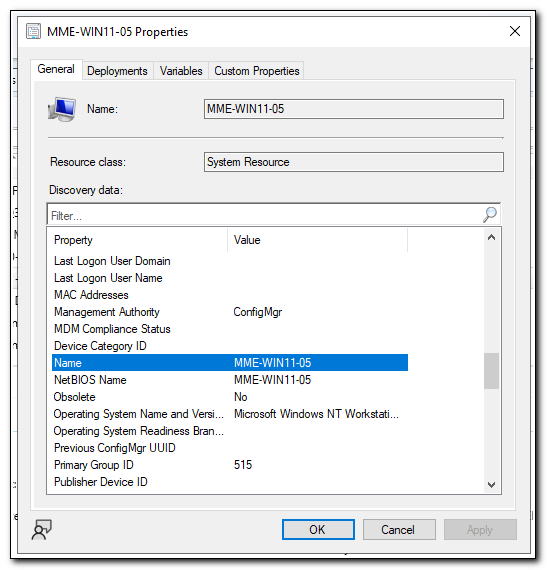 MME-WIN11-05 Properties
General Deployments Variables Custom Properties
Name: MME-WIN11-05
Resource class: System Resource
Discovery data:
Filter...
Property Value
Last Logon User Domain
Last Logon User Name
MAC Addresses
Management Authority ConfigMgr
MDM Compliance Status
Device Category ID
Name MME-WIN11-05
NetBIOS Name MME-WIN11-05
Obsolete No
Operating System Name and Versi... Microsoft Windows NT Workstati...
Operating System Readiness Bran...
Previous ConfigMgr UUID
Primary Group ID 515
Publisher Device ID
OK Cancel Apply